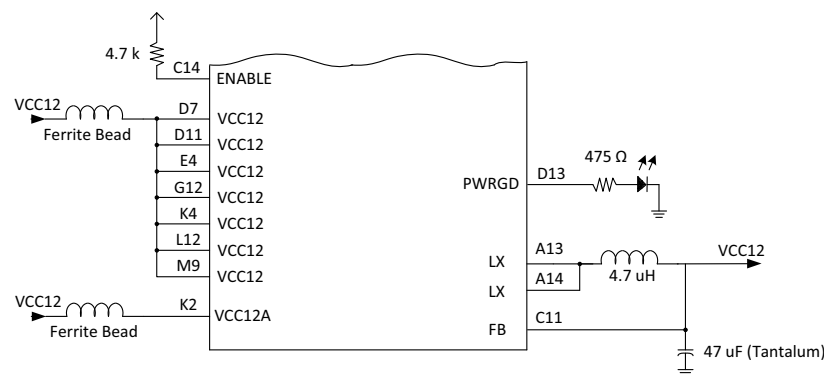 4.7 k
C14
ENABLE
VCC12
Ferrite Bead
D7
VCC12
D11
VCC12
E4
VCC12
G12
VCC12
K4
VCC12
L12
VCC12
M9
VCC12
VCC12
Ferrite Bead
K2
VCC12A
PWRGD
D13
475 Ω
LX
A13
LX
A14
4.7 uH
VCC12
FB
C11
47 uF (Tantalum)